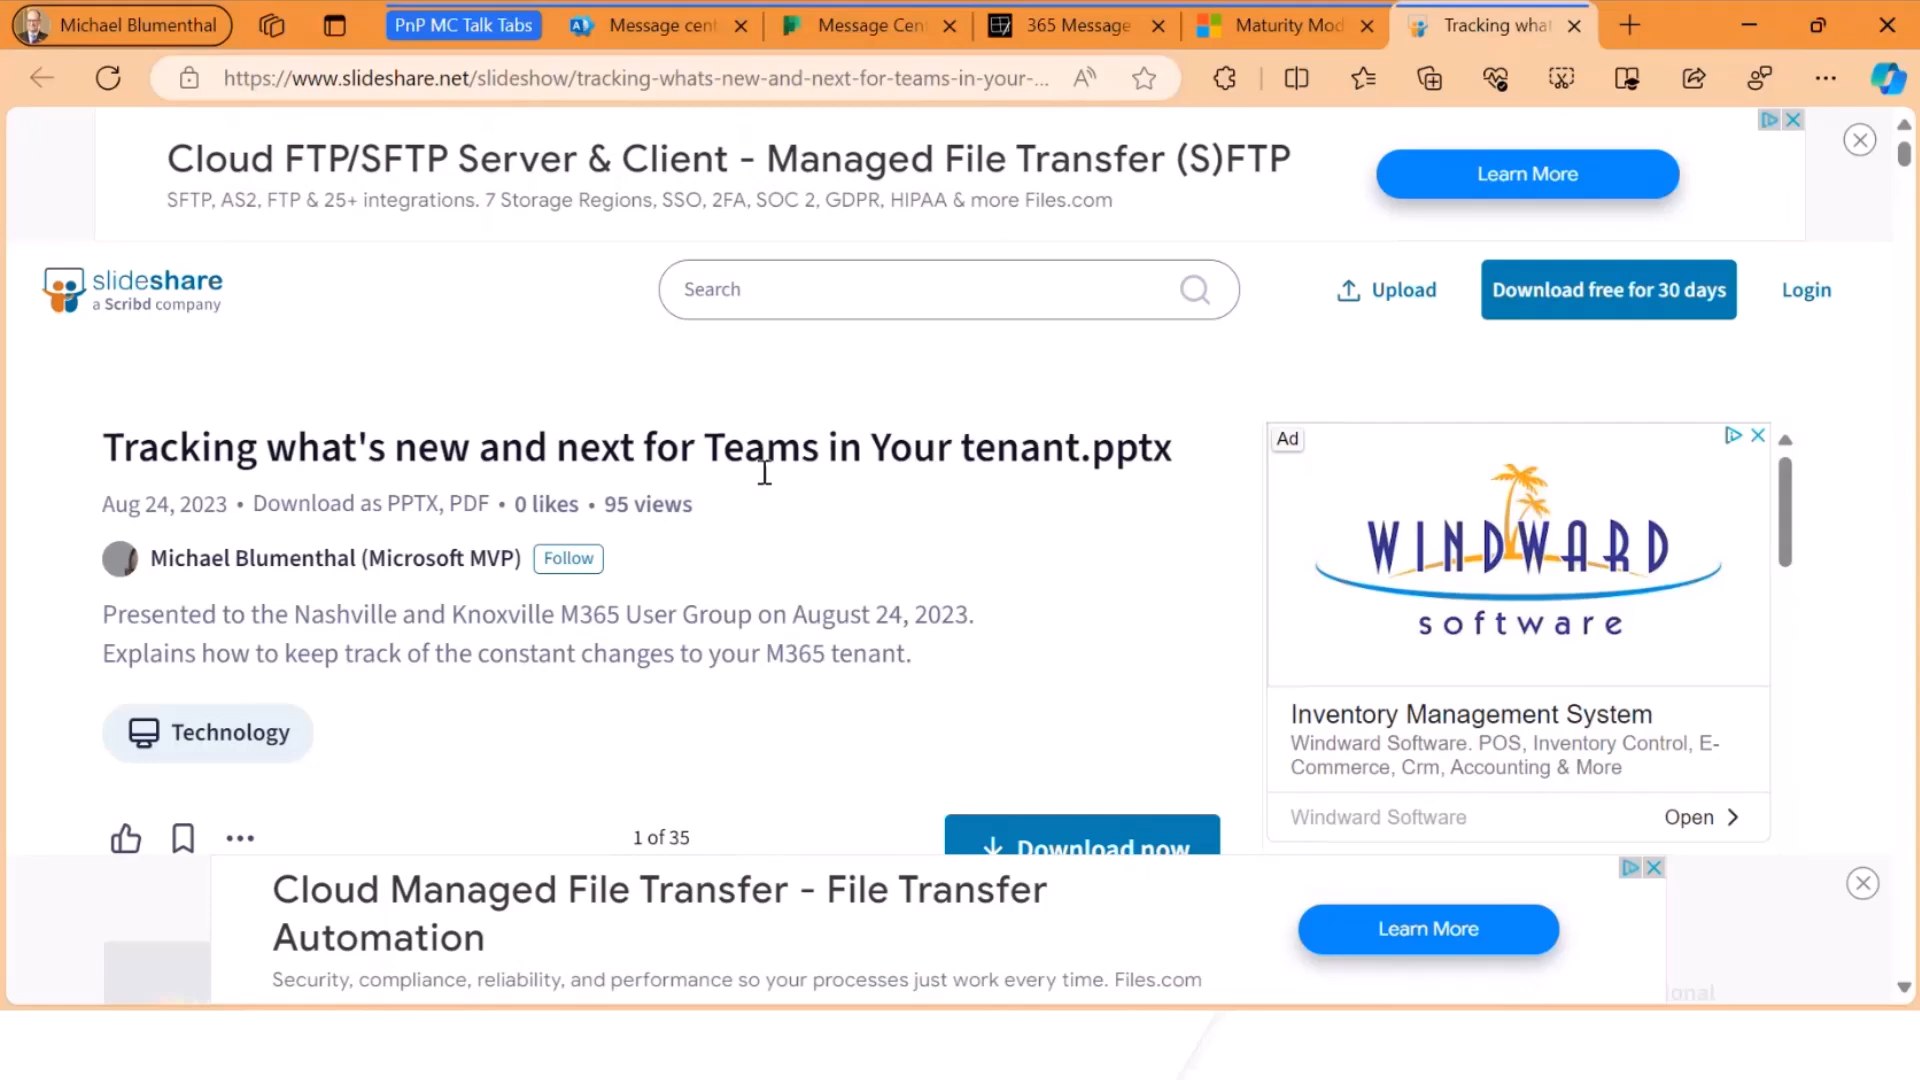 Michael Blumenthal
PnP MC Talk Tabs
Message cent
Message Cen
365 Message
Maturity Mod
Tracking what
https://www.slideshare.net/slideshow/tracking-whats-new-and-next-for-teams-in-your-...
Cloud FTP/SFTP Server & Client - Managed File Transfer (S)FTP
SFTP, AS2, FTP & 25+ integrations. 7 Storage Regions, SSO, 2FA, SOC 2, GDPR, HIPAA & more Files.com
Learn More
slideshare
a Scribd company
Search
Upload
Download free for 30 days
Login
Tracking what's new and next for Teams in Your tenant.pptx
Aug 24, 2023 • Download as PPTX, PDF • 0 likes • 95 views
Michael Blumenthal (Microsoft MVP)
Follow
Presented to the Nashville and Knoxville M365 User Group on August 24, 2023.
Explains how to keep track of the constant changes to your M365 tenant.
Technology
1 of 35
Download now
Ad
WINDWARD
software
Inventory Management System
Windward Software. POS, Inventory Control, E-
Commerce, Crm, Accounting & More
Windward Software
Open
Cloud Managed File Transfer - File Transfer
Automation
Security, compliance, reliability, and performance so your processes just work every time. Files.com
Learn More
onal